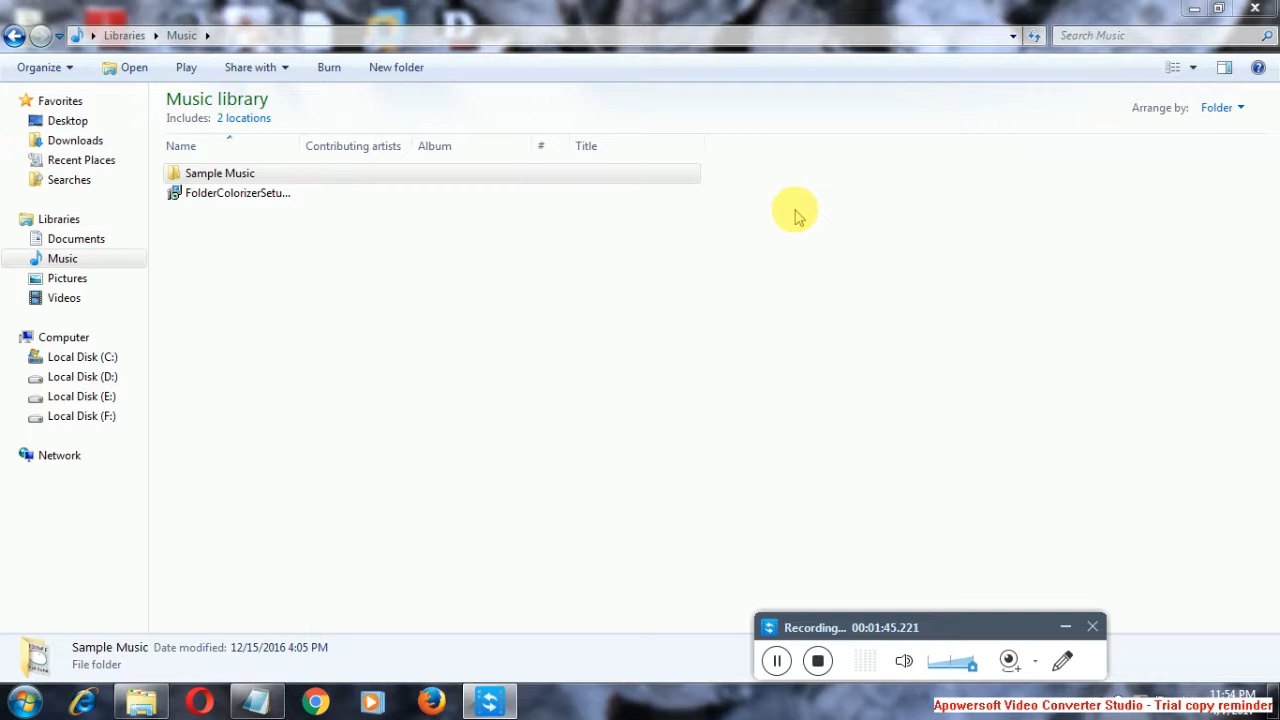 Libraries
Music
Search Music
Organize
Open
Play
Share with
Burn
New folder
Favorites
Desktop
Downloads
Recent Places
Searches
Libraries
Documents
Music
Pictures
Videos
Computer
Local Disk (C:)
Local Disk (D:)
Local Disk (E:)
Local Disk (F:)
Network
Music library
Includes: 2 locations
Arrange by: Folder
Name
Contributing artists
Album
#
Title
Sample Music
FolderColorizerSetu...
Sample Music Date modified: 12/15/2016 4:05 PM
File folder
Recording... 00:01:45.221
11:54 PM
Apowersoft Video Converter Studio - Trial copy reminder